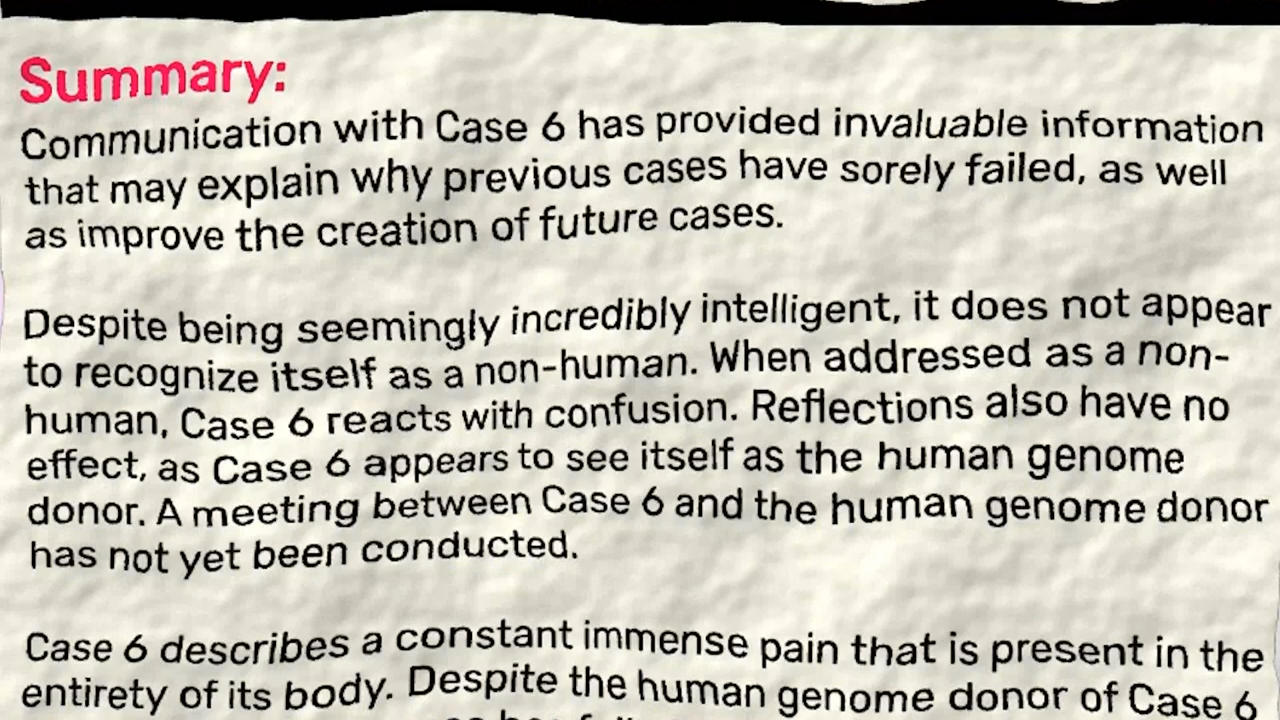 Summary:
Communication with Case 6 has provided invaluable information
that may explain why previous cases have sorely failed, as well
as improve the creation of future cases.
Despite being seemingly incredibly intelligent, it does not appear
to recognize itself as a non-human. When addressed as a non-
human, Case 6 reacts with confusion. Reflections also have no
effect, as Case 6 appears to see itself as the human genome
donor. A meeting between Case 6 and the human genome donor
has not yet been conducted.
Case 6 describes a constant immense pain that is present in the
entirety of its body. Despite the human genome donor of Case 6